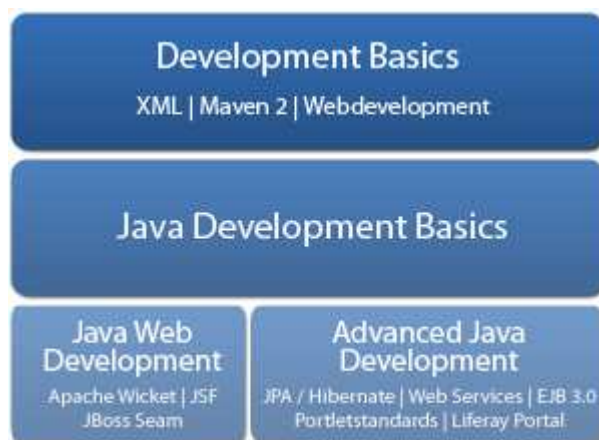 Development Basics
XML | Maven 2 | Webdevelopment
Java Development Basics
Java Web
Development
Apache Wicket | JSF
JBoss Seam
Advanced Java
Development
JPA / Hibernate | Web Services | EJB 3.0
Portletstandards | Liferay Portal